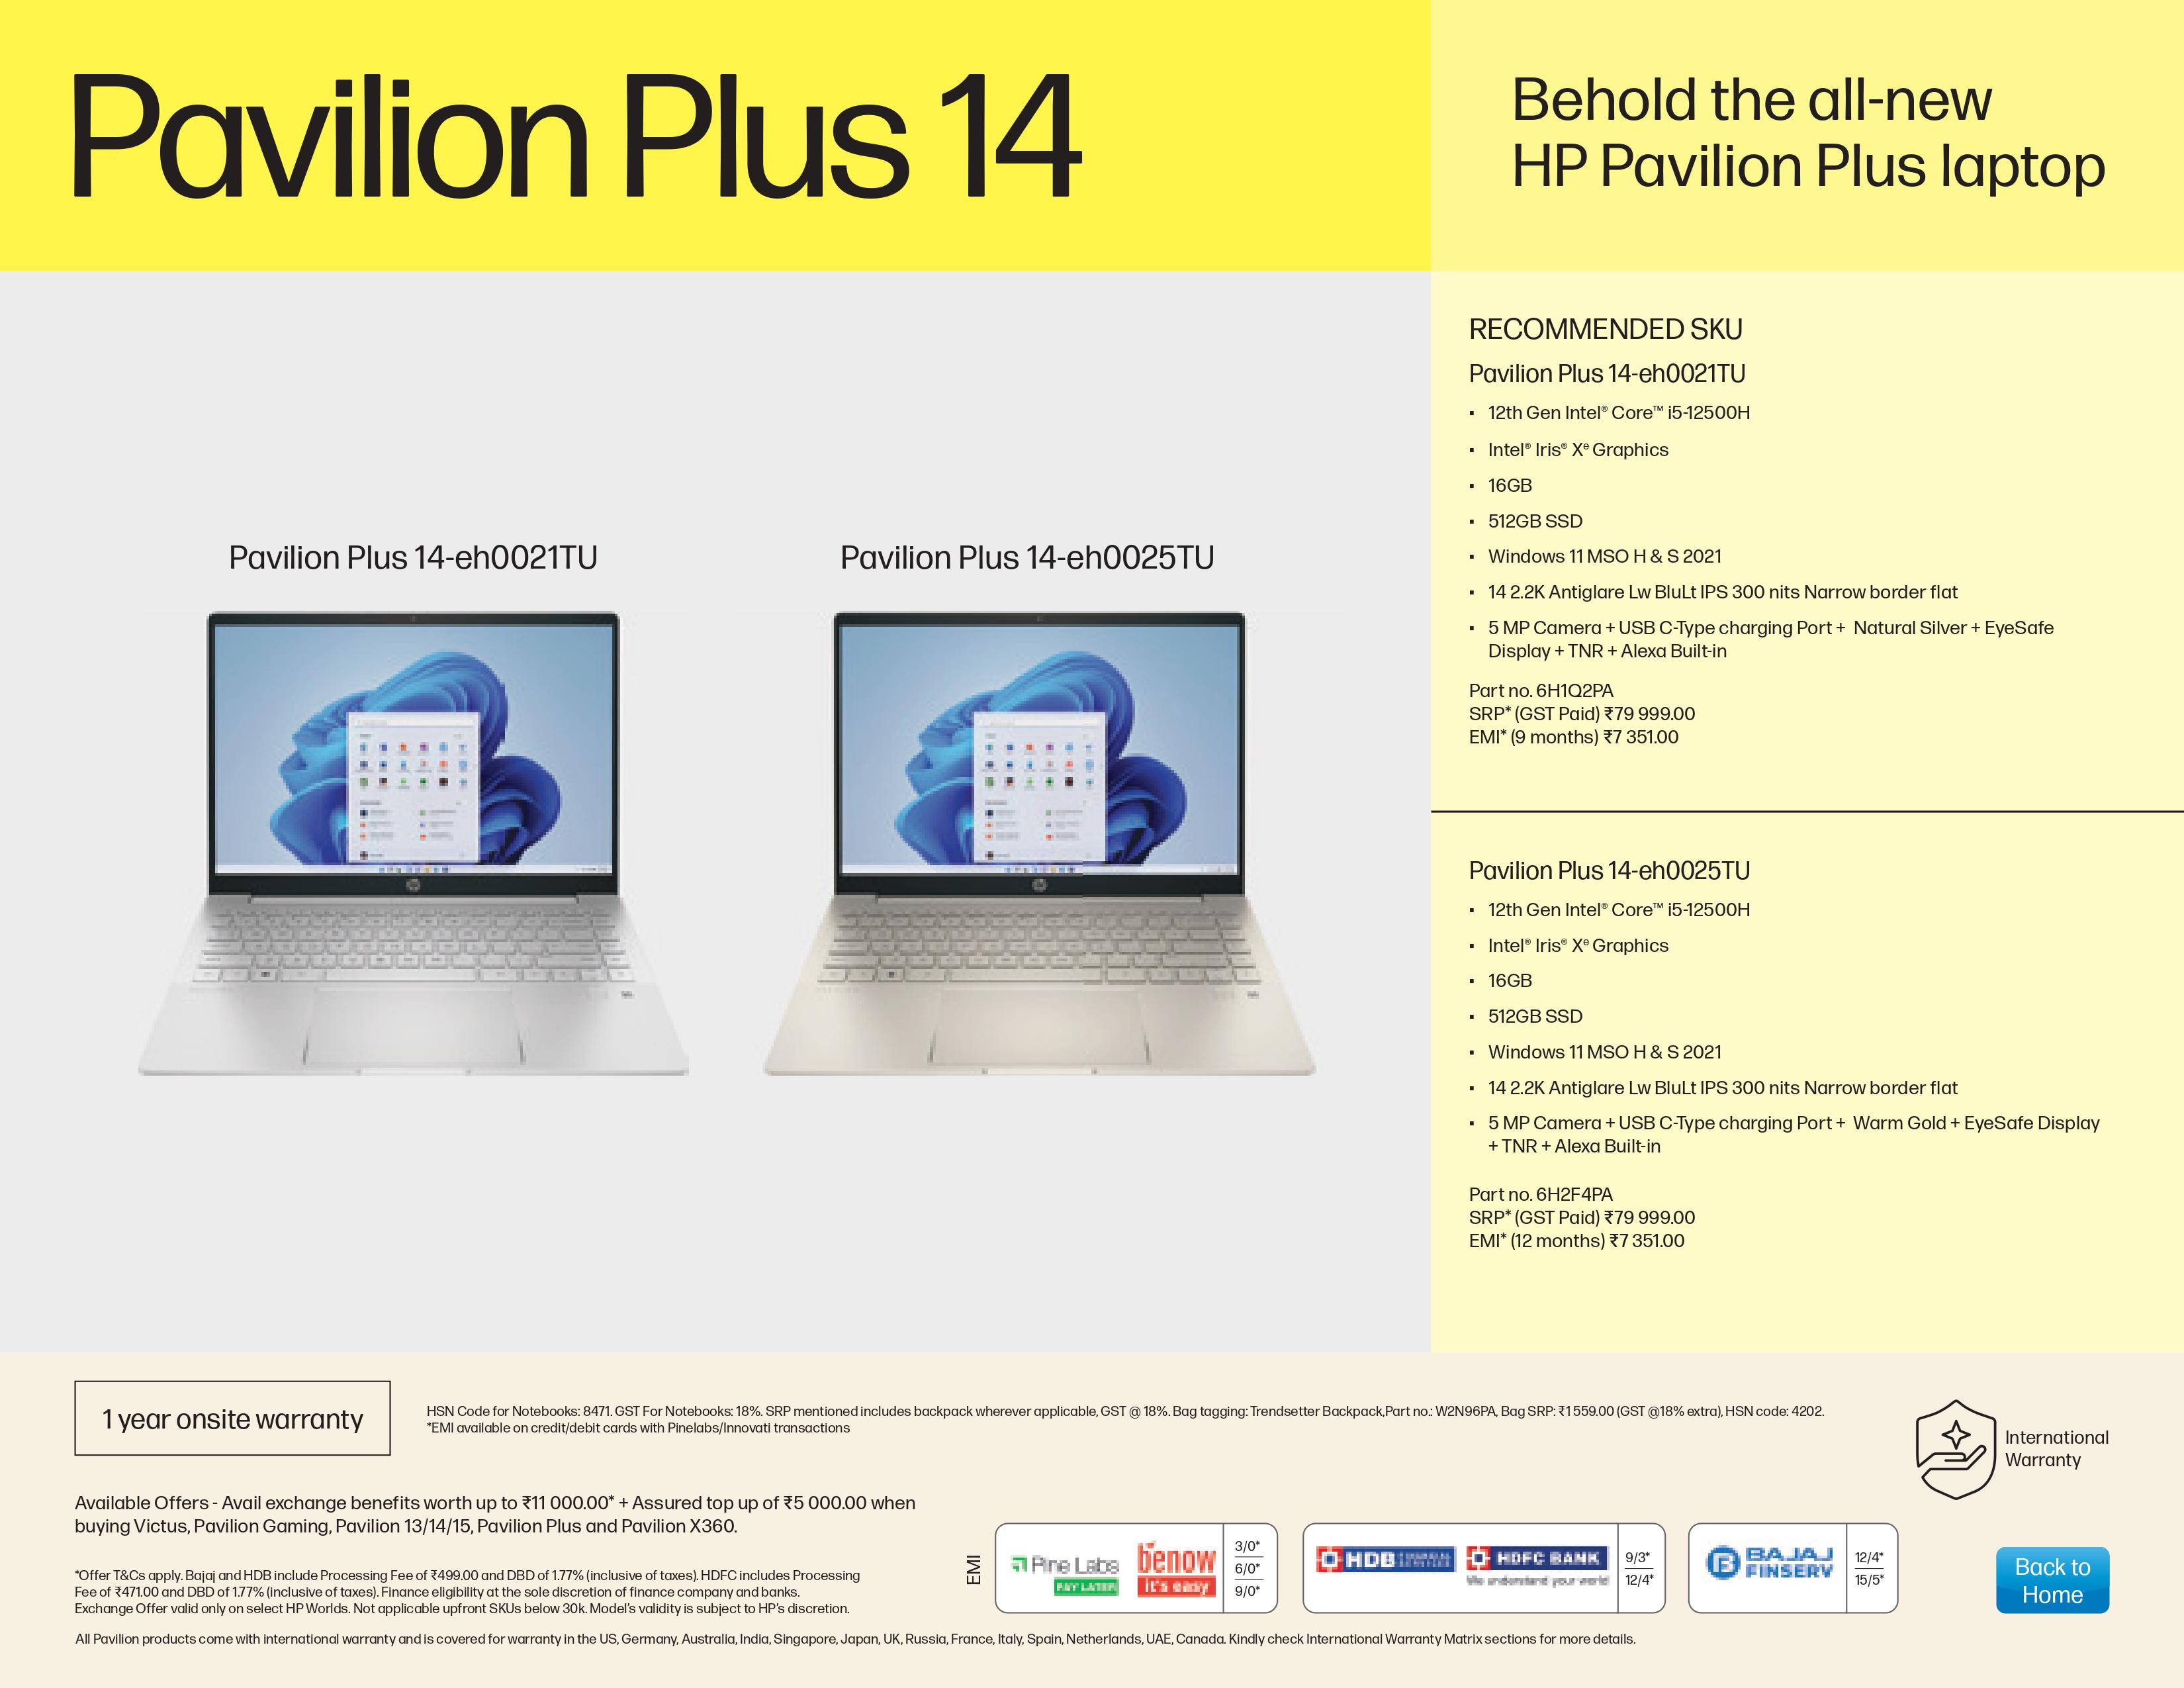 Pavilion Plus 14
Behold the all-new
HP Pavilion Plus laptop
Pavilion Plus 14-eh0021TU
Pavilion Plus 14-eh0025TU
RECOMMENDED SKU
Pavilion Plus 14-eh0021TU
▪ 12th Gen Intel® Core™ i5-12500H
▪ Intel® Iris® Xᵉ Graphics
▪ 16GB
▪ 512GB SSD
▪ Windows 11 MSO H & S 2021
▪ 14 2.2K Antiglare Lw BluLt IPS 300 nits Narrow border flat
▪ 5 MP Camera + USB C-Type charging Port + Natural Silver + EyeSafe
Display + TNR + Alexa Built-in
Part no. 6H1Q2PA
SRP* (GST Paid) ₹79 999.00
EMI* (9 months) ₹7 351.00
Pavilion Plus 14-eh0025TU
▪ 12th Gen Intel® Core™ i5-12500H
▪ Intel® Iris® Xᵉ Graphics
▪ 16GB
▪ 512GB SSD
▪ Windows 11 MSO H & S 2021
▪ 14 2.2K Antiglare Lw BluLt IPS 300 nits Narrow border flat
▪ 5 MP Camera + USB C-Type charging Port + Warm Gold + EyeSafe Display
+ TNR + Alexa Built-in
Part no. 6H2F4PA
SRP* (GST Paid) ₹79 999.00
EMI* (12 months) ₹7 351.00
1 year onsite warranty
HSN Code for Notebooks: 8471. GST For Notebooks: 18%. SRP mentioned includes backpack wherever applicable, GST @ 18%. Bag tagging: Trendsetter Backpack,Part no.: W2N96PA, Bag SRP: ₹1 559.00 (GST @18% extra), HSN code: 4202.
*EMI available on credit/debit cards with Pinelabs/Innovati transactions
International
Warranty
Available Offers - Avail exchange benefits worth up to ₹11 000.00* + Assured top up of ₹5 000.00 when
buying Victus, Pavilion Gaming, Pavilion 13/14/15, Pavilion Plus and Pavilion X360.
*Offer T&Cs apply. Bajaj and HDB include Processing Fee of ₹499.00 and DBD of 1.77% (inclusive of taxes). HDFC includes Processing
Fee of ₹471.00 and DBD of 1.77% (inclusive of taxes). Finance eligibility at the sole discretion of finance company and banks.
Exchange Offer valid only on select HP Worlds. Not applicable upfront SKUs below 30k. Model's validity is subject to HP's discretion.
EMI
Pine Labs
PAY LATER
benow
it's easy
3/0*
6/0*
9/0*
HDB FINANCIAL SERVICES
HDFC BANK
We understand your world
9/3*
12/4*
BAJAJ
FINSERV
12/4*
15/5*
Back to
Home
All Pavilion products come with international warranty and is covered for warranty in the US, Germany, Australia, India, Singapore, Japan, UK, Russia, France, Italy, Spain, Netherlands, UAE, Canada. Kindly check International Warranty Matrix sections for more details.